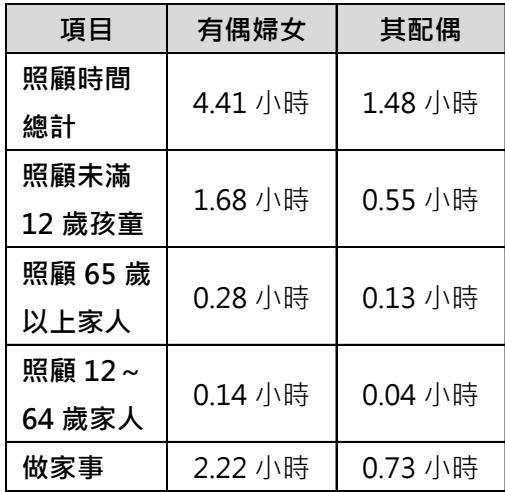 項目 有偶婦女 其配偶
照顧時間
總計
4.41 小時 1.48 小時
照顧未滿
12 歲孩童
1.68 小時 0.55 小時
照顧 65 歲
以上家人
0.28 小時 0.13 小時
照顧 12～
64 歲家人
0.14 小時 0.04 小時
做家事 2.22 小時 0.73 小時